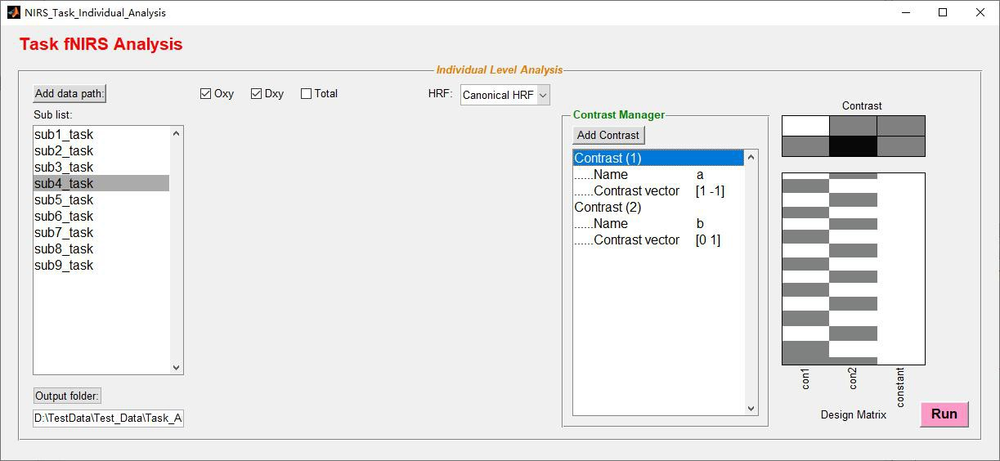 NIRS_Task_Individual_Analysis
Task fNIRS Analysis
Individual Level Analysis
Add data path:
Oxy
Dxy
Total
HRF:
Canonical HRF
Sub list:
sub1_task
sub2_task
sub3_task
sub4_task
sub5_task
sub6_task
sub7_task
sub8_task
sub9_task
Output folder:
D:\TestData\Test_Data\Task_A
Contrast Manager
Add Contrast
Contrast (1)
......Name a
......Contrast vector [1 -1]
Contrast (2)
......Name b
......Contrast vector [0 1]
Contrast
con1
con2
constant
Design Matrix
Run